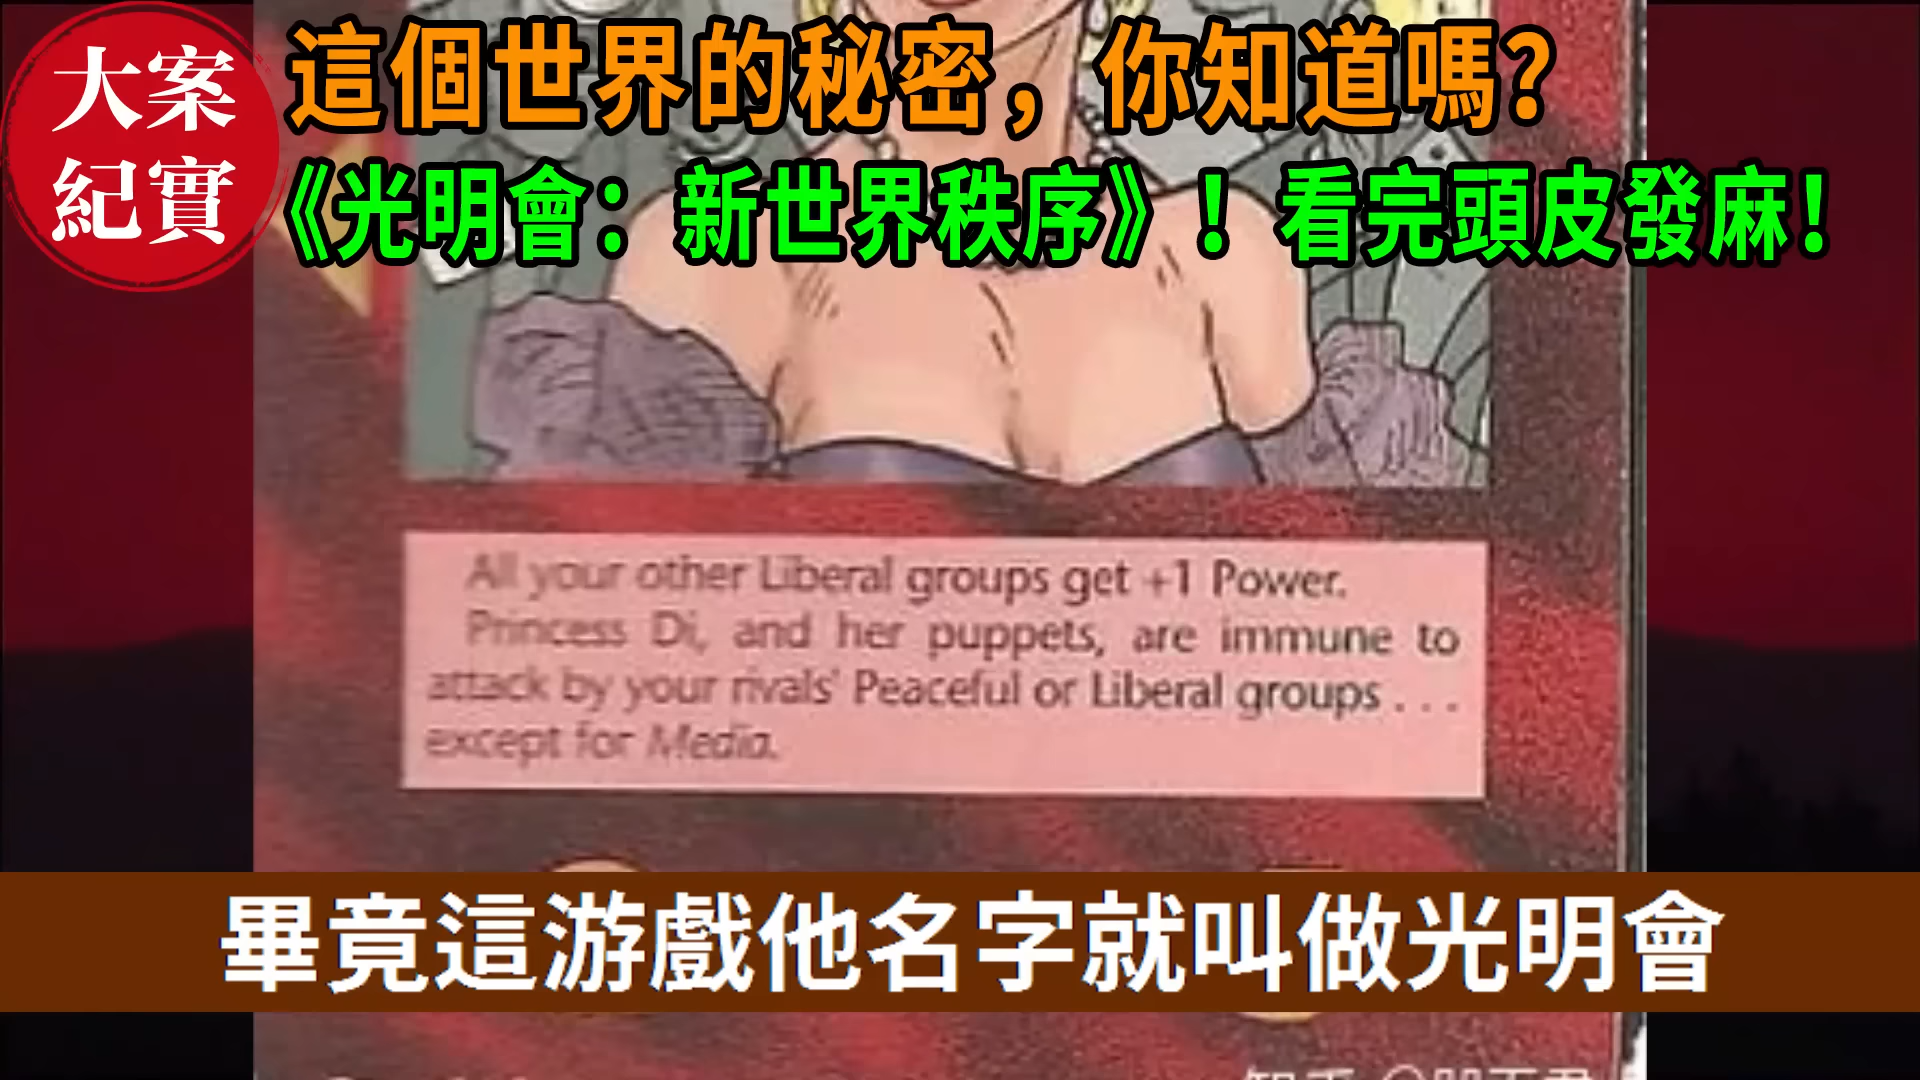 大案
紀實
這個世界的秘密，你知道嗎？
《光明會：新世界秩序》！看完頭皮發麻！
All your other Liberal groups get +1 Power.
Princess Di, and her puppets, are immune to
attack by your rivals' Peaceful or Liberal groups . . .
except for Media.
畢竟這游戲他名字就叫做光明會